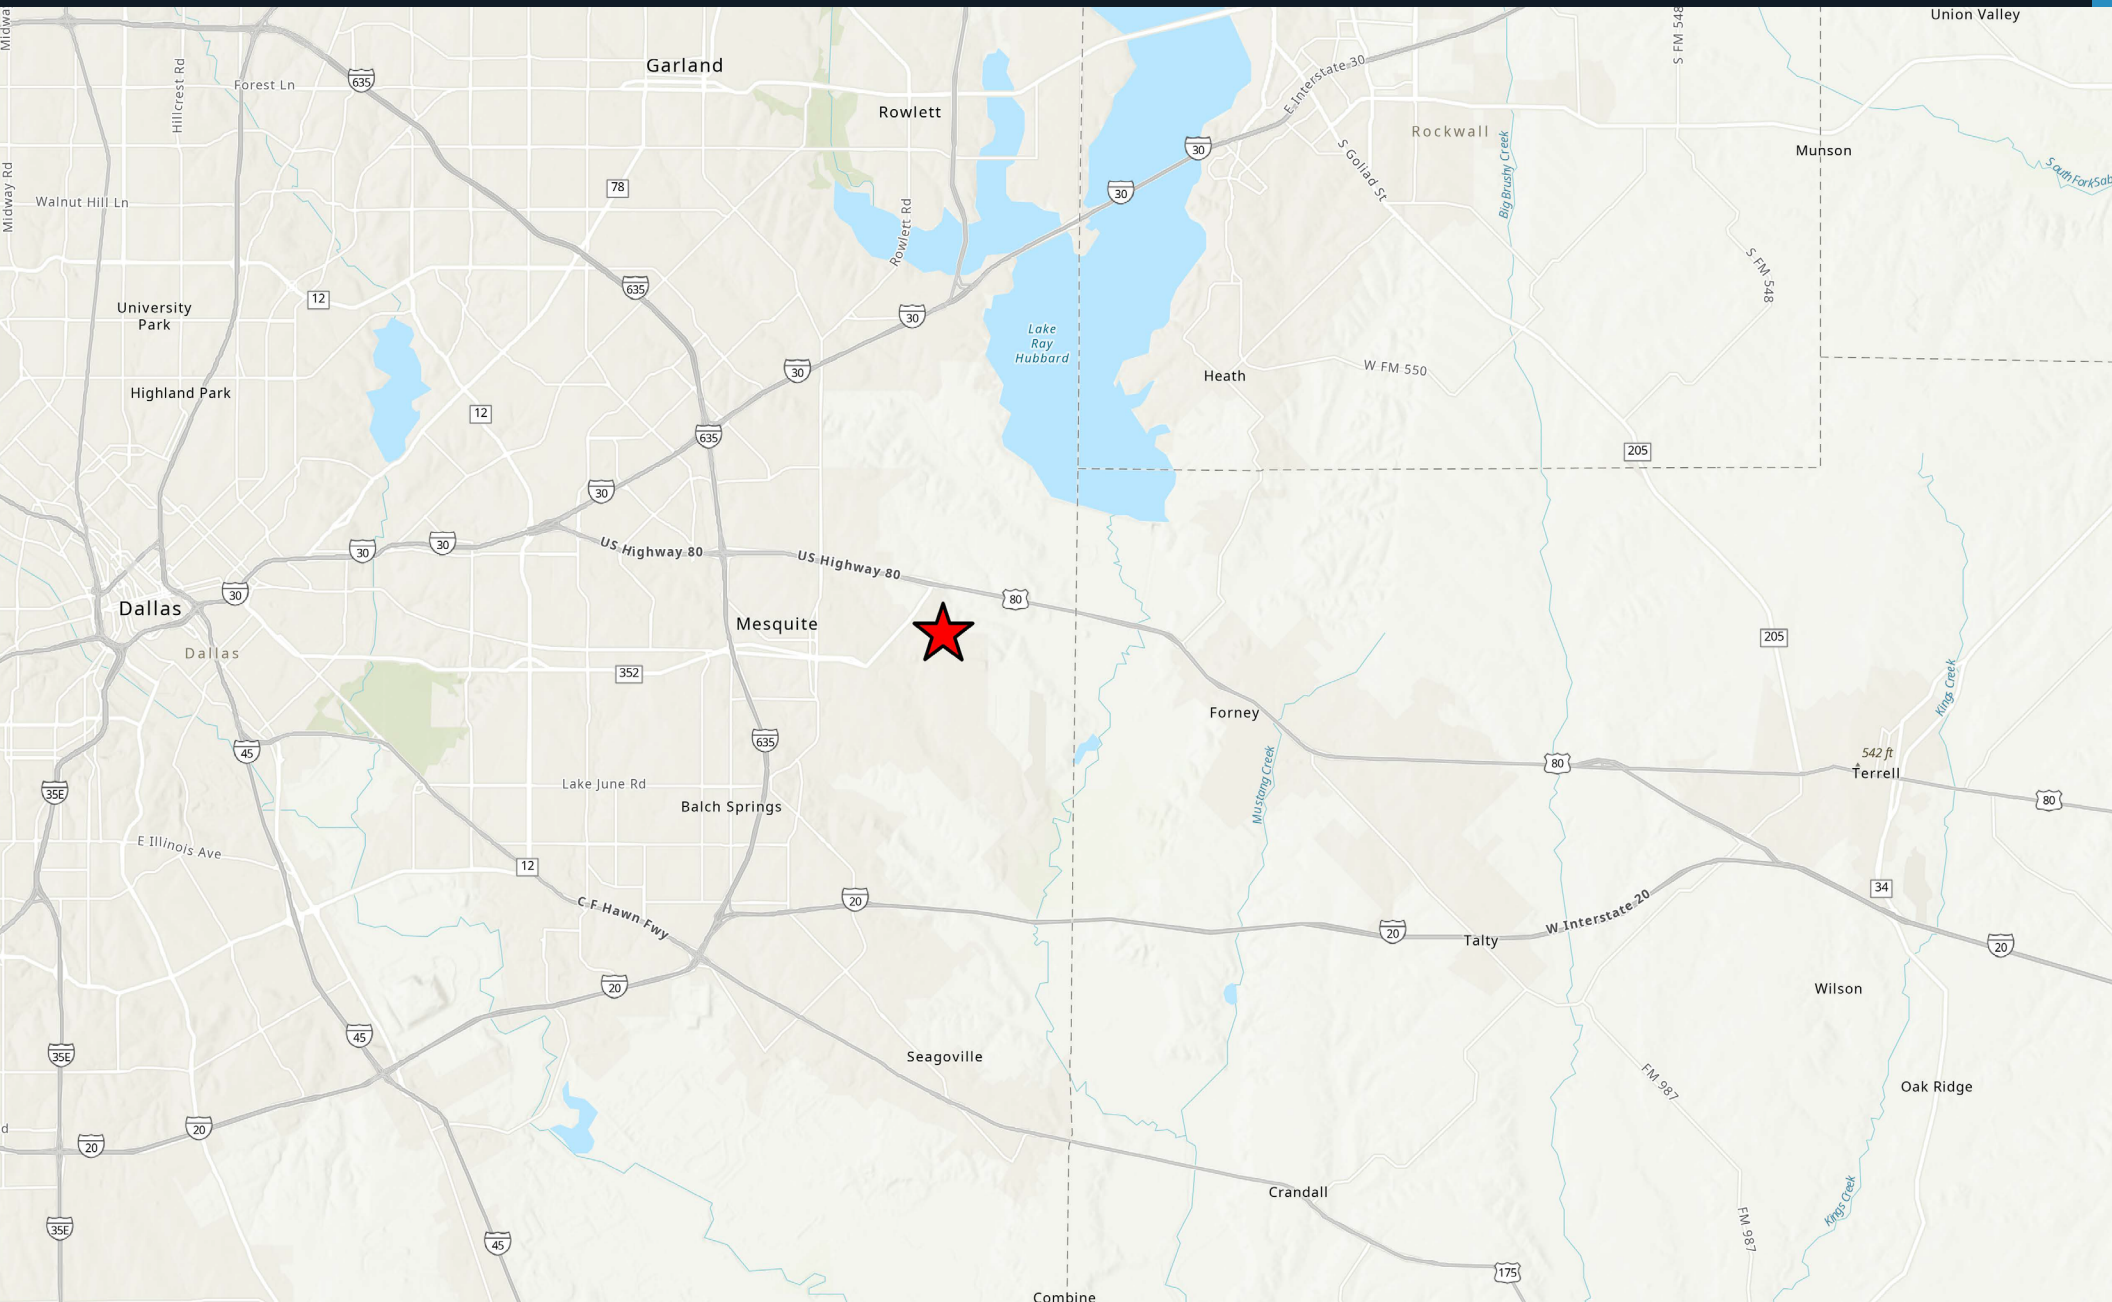 Union Valley
S FM 548
Midwa
Garland
E Interstate 30
635
Hillcrest Rd
Forest Ln
Rowlett
Rockwall
30
Munson
S Goliad St
Big Brushy Creek
South Fork Sab
Midway Rd
78
30
Walnut Hill Ln
Rowlett Rd
S FM 548
12
635
University
Park
30
Lake
Ray
Hubbard
30
W FM 550
Heath
Highland Park
12
635
205
30
30
30
US Highway 80
US Highway 80
30
80
Dallas
Mesquite
205
Dallas
352
Kings Creek
Forney
635
45
542 ft
Terrell
80
80
Lake June Rd
Mustang Creek
35E
Balch Springs
E Illinois Ave
12
34
20
C F Hawn Fwy
W Interstate 20
20
Talty
20
20
Wilson
45
35E
Seagoville
FM 987
Oak Ridge
20
d
20
Crandall
Kings Creek
35E
FM 987
45
175
Combine